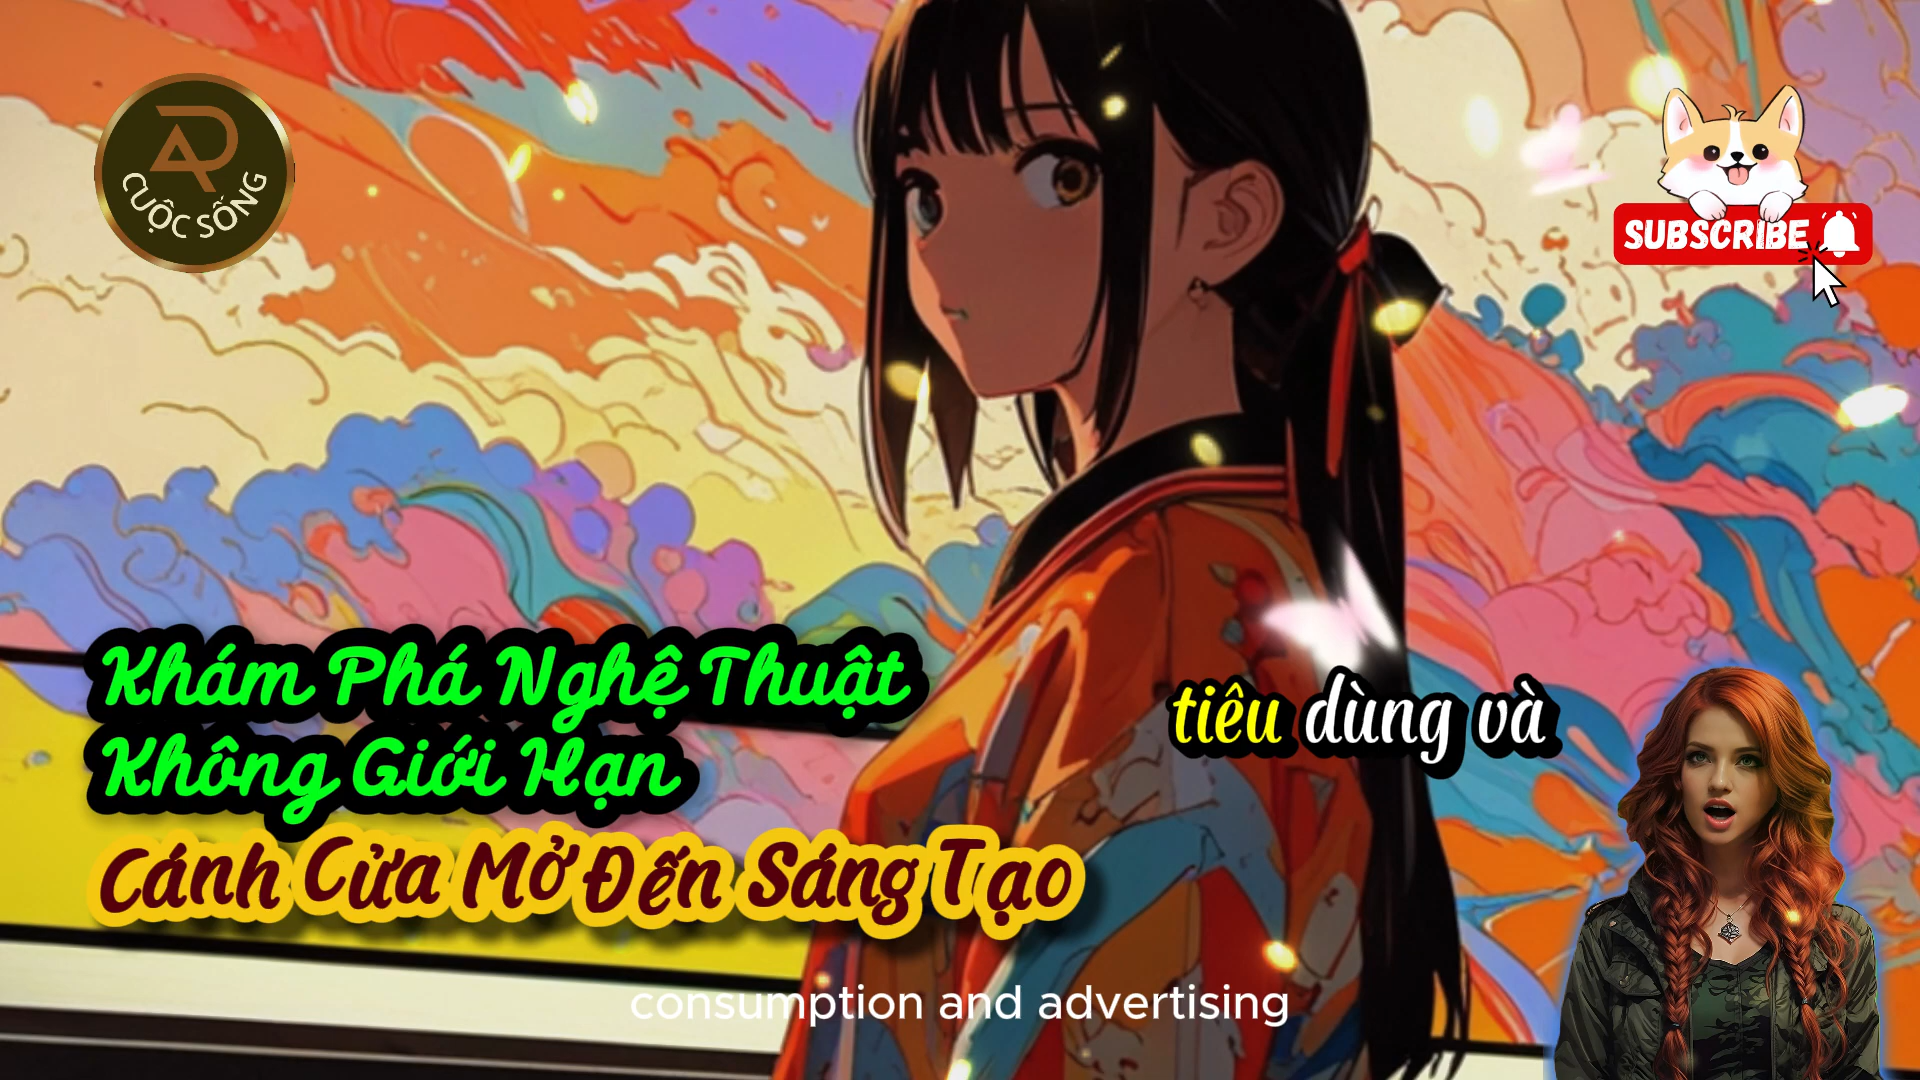 AR
CUỘC SỐNG
SUBSCRIBE
Khám Phá Nghệ Thuật
Không Giới Hạn
Cánh Cửa Mở Đến Sáng Tạo
tiêu dùng và
consumption and advertising